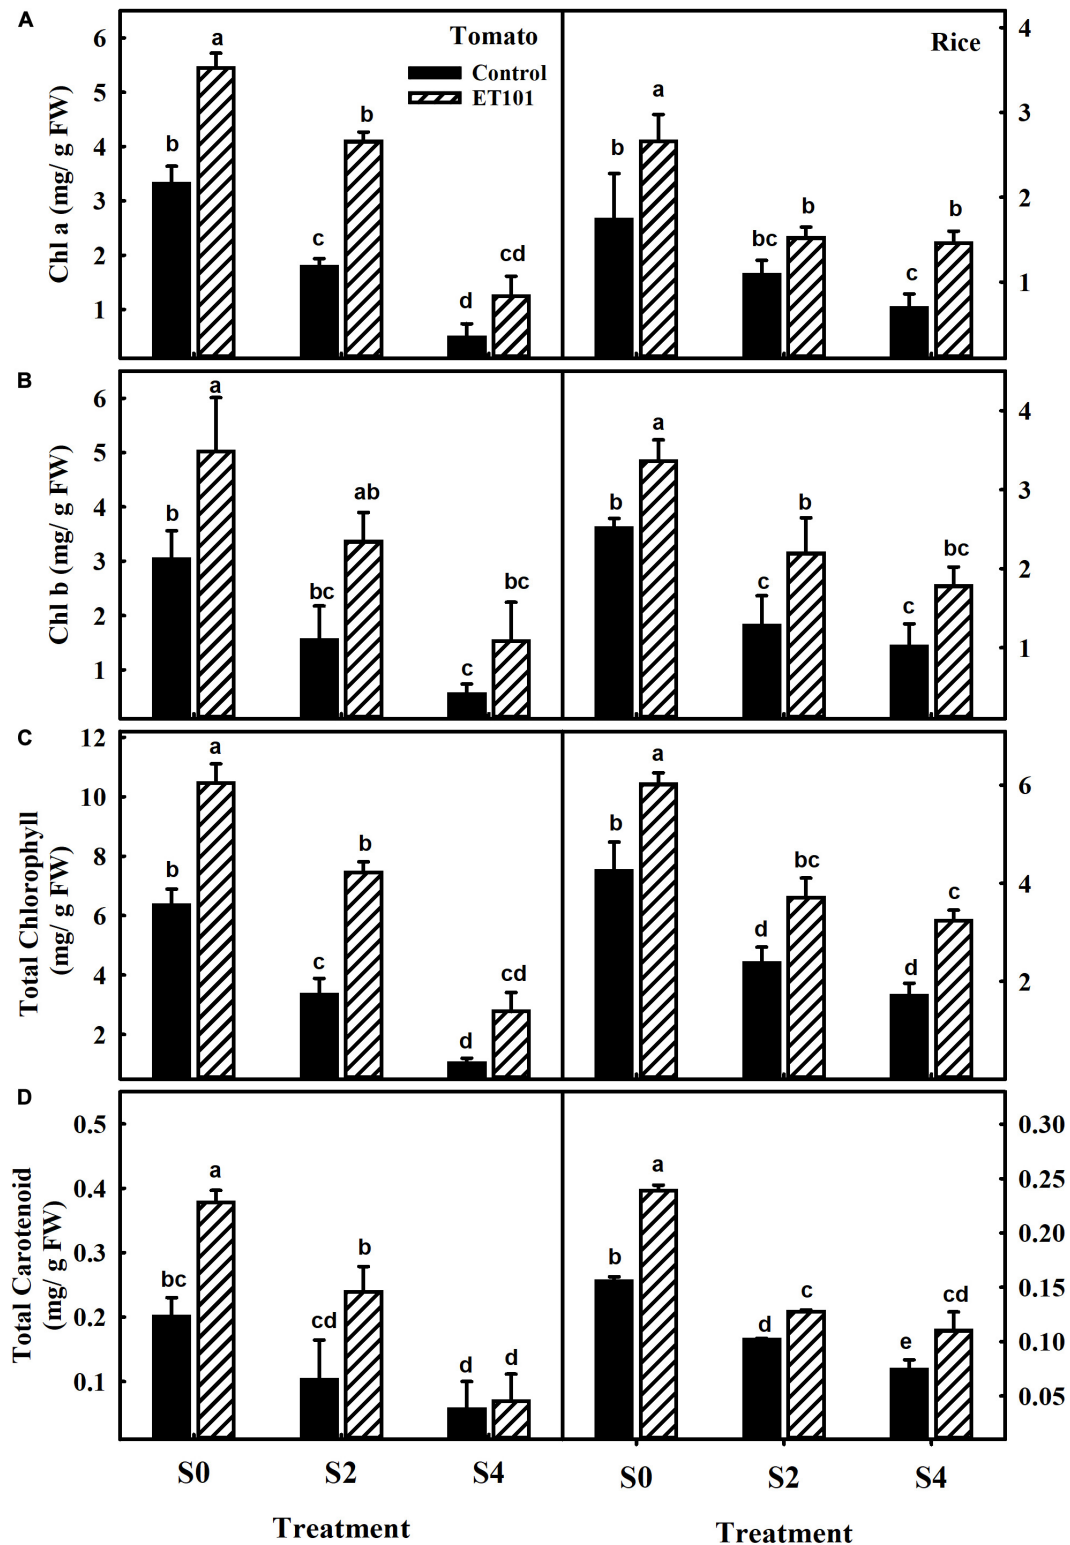 A
Chl a (mg/ g FW)
6
5
4
3
2
1
Tomato
Control
ET101
b
a
c
b
d
cd
Rice
b
a
bc
b
c
b
4
3
2
1
B
Chl b (mg/ g FW)
6
5
4
3
2
1
b
a
bc
ab
c
bc
b
a
c
b
c
bc
4
3
2
1
C
Total Chlorophyll
(mg/ g FW)
12
10
8
6
4
2
b
a
c
b
d
cd
b
a
d
bc
d
c
6
4
2
D
Total Carotenoid
(mg/ g FW)
0.5
0.4
0.3
0.2
0.1
bc
a
cd
b
d
d
b
a
d
c
e
cd
0.30
0.25
0.20
0.15
0.10
0.05
S0 S2 S4
S0 S2 S4
Treatment
Treatment